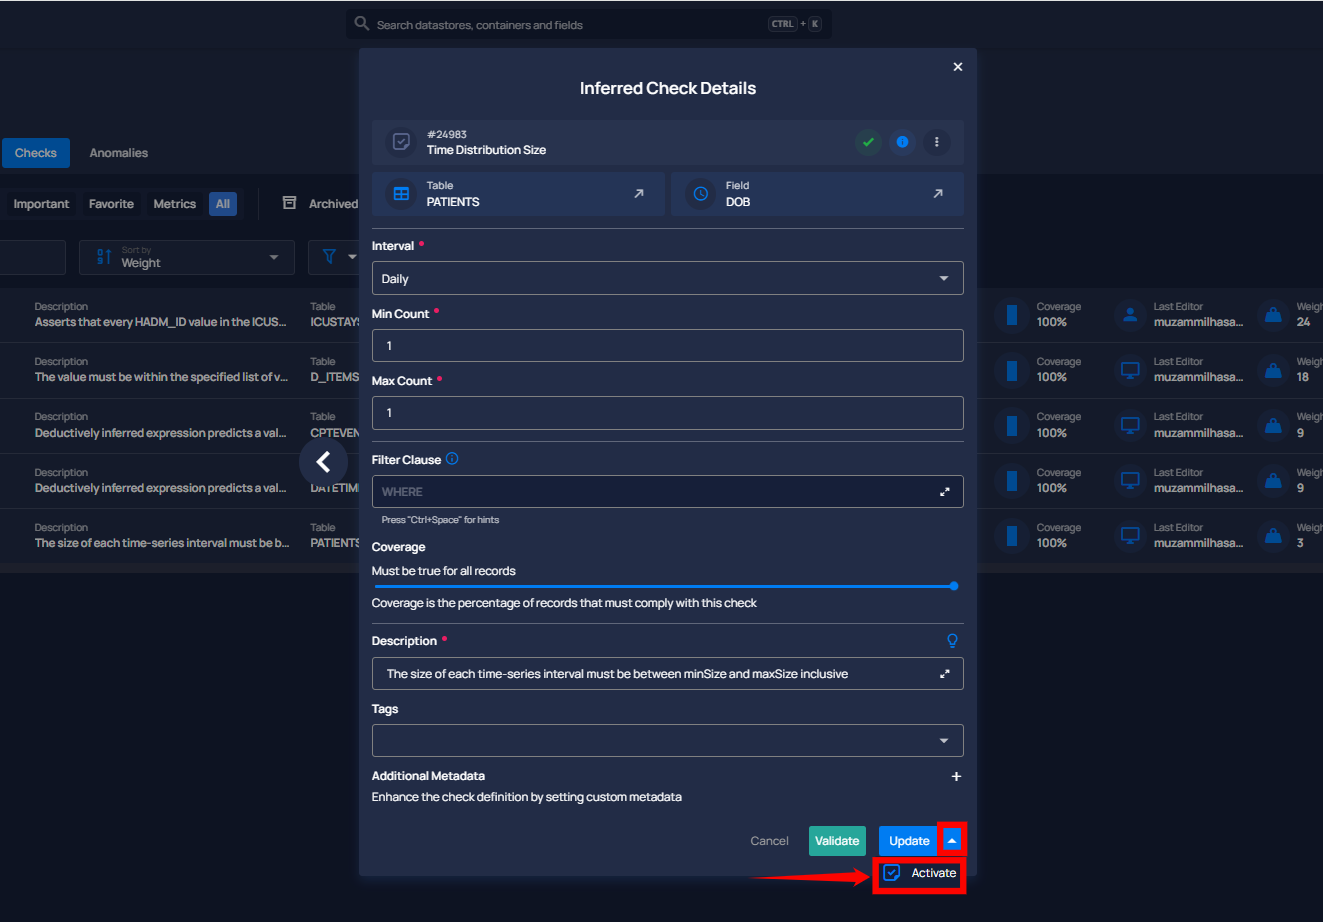 Search datastores, containers and fields CTRL + K
Inferred Check Details
#24983
Time Distribution Size
Checks Anomalies
Table
PATIENTS
Field
DOB
Important Favorite Metrics All Archived
Interval *
Sort by
Weight
Daily
Min Count *
1
Max Count *
1
Description Table Coverage Last Editor Weigh
Asserts that every HADM_ID value in the ICUS... ICUSTAYS 100% muzammilhasa... 24
Description Table Coverage Last Editor Weigh
The value must be within the specified list of v... D_ITEMS 100% muzammilhasa... 18
Description Table Coverage Last Editor Weigh
Deductively inferred expression predicts a val... CPTEVEN 100% muzammilhasa... 9
Description Coverage Last Editor Weigh
Deductively inferred expression predicts a val... DATETIM 100% muzammilhasa... 9
Description Table Coverage Last Editor Weigh
The size of each time-series interval must be b... PATIENTS 100% muzammilhasa... 3
Filter Clause
WHERE
Press "Ctrl+Space" for hints
Coverage
Must be true for all records
Coverage is the percentage of records that must comply with this check
Description *
The size of each time-series interval must be between minSize and maxSize inclusive
Tags
Additional Metadata +
Enhance the check definition by setting custom metadata
Cancel Validate Update
Activate